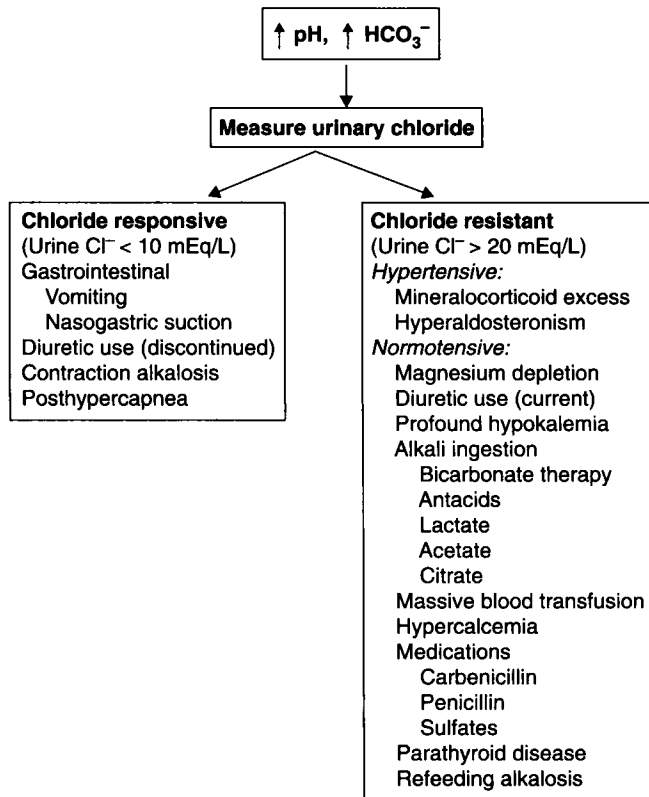 ↑ pH, ↑ HCO₃⁻
Measure urinary chloride
Chloride responsive
(Urine Cl⁻ < 10 mEq/L)
Gastrointestinal
Vomiting
Nasogastric suction
Diuretic use (discontinued)
Contraction alkalosis
Posthypercapnea
Chloride resistant
(Urine Cl⁻ > 20 mEq/L)
Hypertensive:
Mineralocorticoid excess
Hyperaldosteronism
Normotensive:
Magnesium depletion
Diuretic use (current)
Profound hypokalemia
Alkali ingestion
Bicarbonate therapy
Antacids
Lactate
Acetate
Citrate
Massive blood transfusion
Hypercalcemia
Medications
Carbenicillin
Penicillin
Sulfates
Parathyroid disease
Refeeding alkalosis